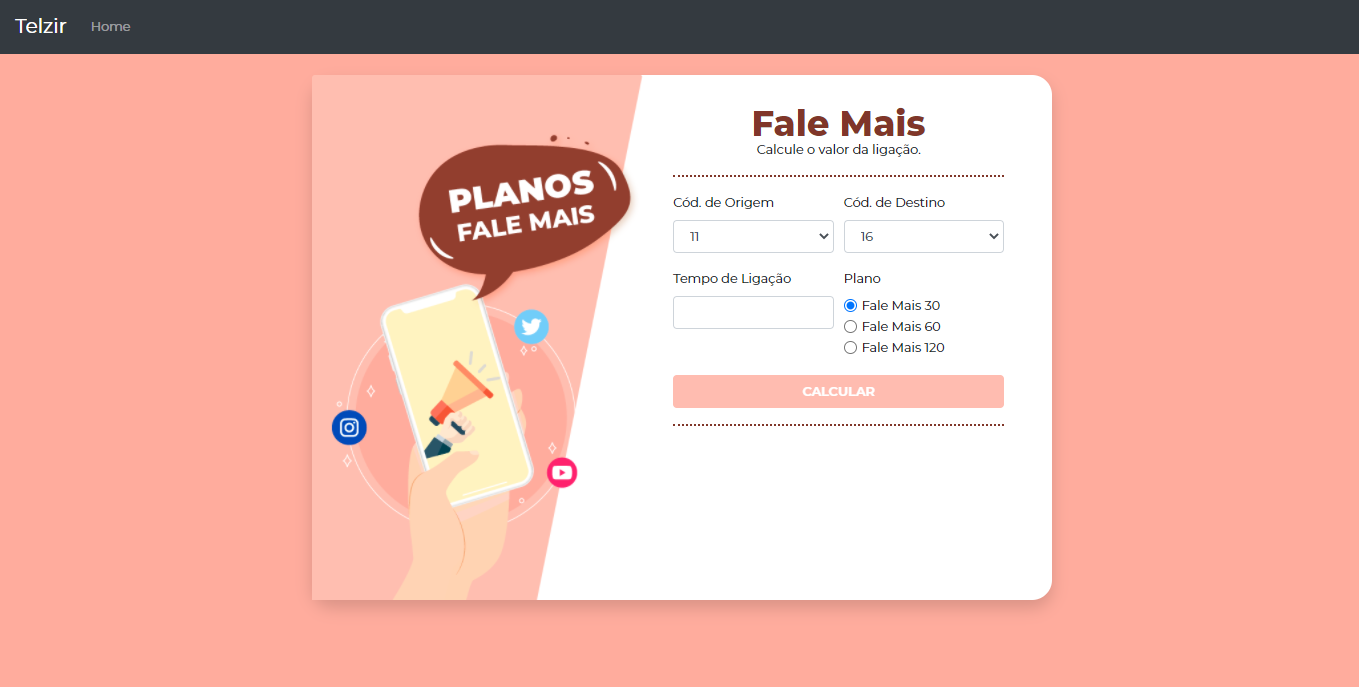 Telzir Home
PLANOS
FALE MAIS
Fale Mais
Calcule o valor da ligação.
Cód. de Origem Cód. de Destino
11 16
Tempo de Ligação Plano
Fale Mais 30
Fale Mais 60
Fale Mais 120
CALCULAR